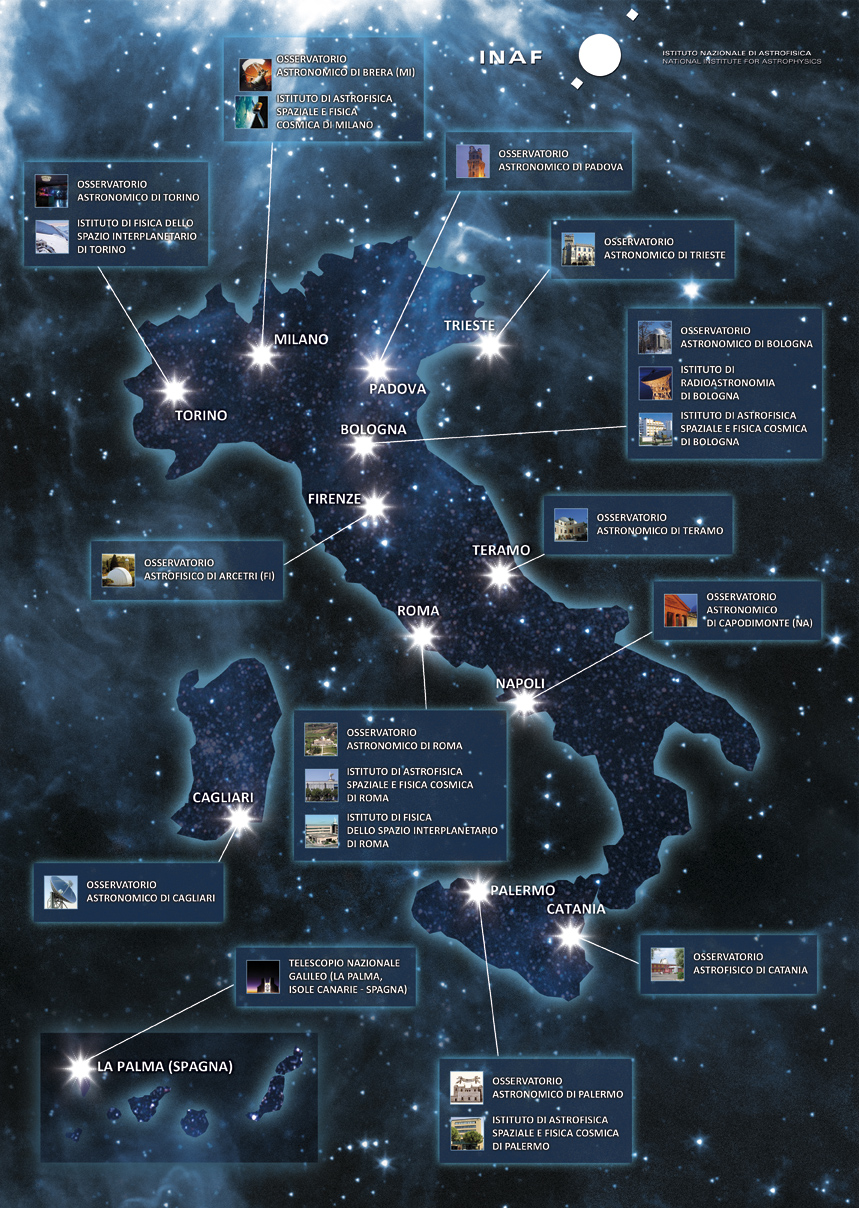 INAF
ISTITUTO NAZIONALE DI ASTROFISICA
NATIONAL INSTITUTE FOR ASTROPHYSICS
OSSERVATORIO
ASTRONOMICO DI BRERA (MI)
ISTITUTO DI ASTROFISICA
SPAZIALE E FISICA
COSMICA DI MILANO
OSSERVATORIO
ASTRONOMICO DI PADOVA
OSSERVATORIO
ASTRONOMICO DI TORINO
ISTITUTO DI FISICA DELLO
SPAZIO INTERPLANETARIO
DI TORINO
OSSERVATORIO
ASTRONOMICO DI TRIESTE
TRIESTE
MILANO
PADOVA
TORINO
BOLOGNA
OSSERVATORIO
ASTRONOMICO DI BOLOGNA
ISTITUTO DI
RADIOASTRONOMIA
DI BOLOGNA
ISTITUTO DI ASTROFISICA
SPAZIALE E FISICA COSMICA
DI BOLOGNA
FIRENZE
OSSERVATORIO
ASTRONOMICO DI TERAMO
TERAMO
OSSERVATORIO
ASTROFISICO DI ARCETRI (FI)
ROMA
OSSERVATORIO
ASTRONOMICO
DI CAPODIMONTE (NA)
NAPOLI
OSSERVATORIO
ASTRONOMICO DI ROMA
ISTITUTO DI ASTROFISICA
SPAZIALE E FISICA COSMICA
DI ROMA
ISTITUTO DI FISICA
DELLO SPAZIO INTERPLANETARIO
DI ROMA
CAGLIARI
OSSERVATORIO
ASTRONOMICO DI CAGLIARI
PALERMO
CATANIA
OSSERVATORIO
ASTROFISICO DI CATANIA
TELESCOPIO NAZIONALE
GALILEO (LA PALMA,
ISOLE CANARIE - SPAGNA)
LA PALMA (SPAGNA)
OSSERVATORIO
ASTRONOMICO DI PALERMO
ISTITUTO DI ASTROFISICA
SPAZIALE E FISICA COSMICA
DI PALERMO